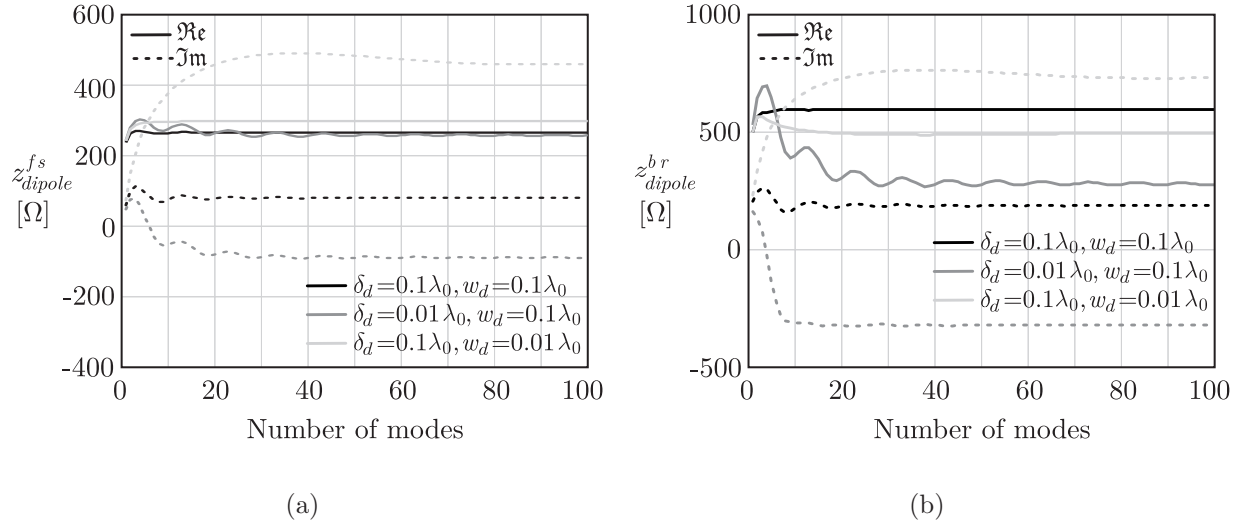 600
400
200
0
-200
-400
z^{fs}_{dipole}
[Ω]
ℜe
ℑm
δ_d=0.1λ_0, w_d=0.1λ_0
δ_d=0.01λ_0, w_d=0.1λ_0
δ_d=0.1λ_0, w_d=0.01λ_0
0 20 40 60 80 100
Number of modes
(a)
1000
500
0
-500
z^{br}_{dipole}
[Ω]
ℜe
ℑm
δ_d=0.1λ_0, w_d=0.1λ_0
δ_d=0.01λ_0, w_d=0.1λ_0
δ_d=0.1λ_0, w_d=0.01λ_0
0 20 40 60 80 100
Number of modes
(b)